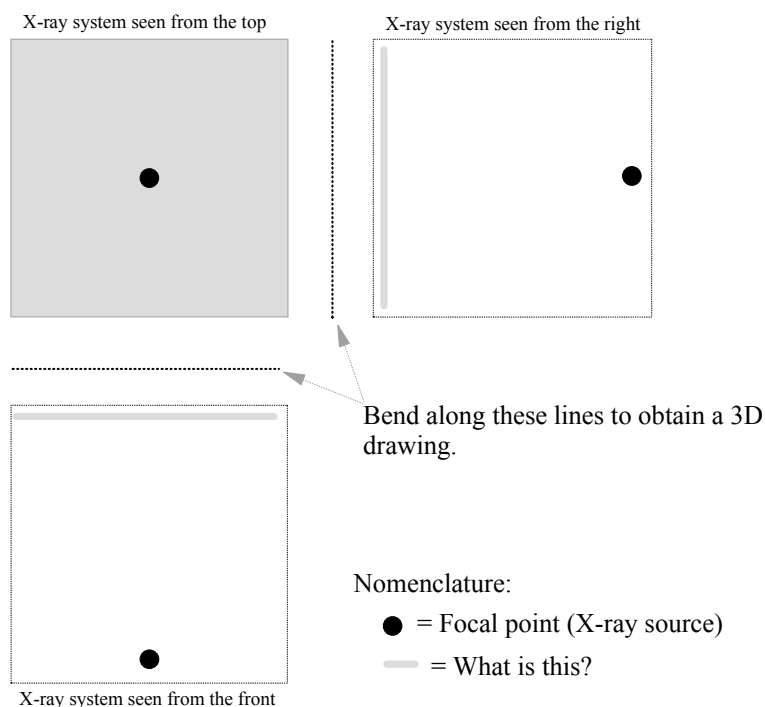 X-ray system seen from the top
X-ray system seen from the right
Bend along these lines to obtain a 3D
drawing.
Nomenclature:
= Focal point (X-ray source)
= What is this?
X-ray system seen from the front